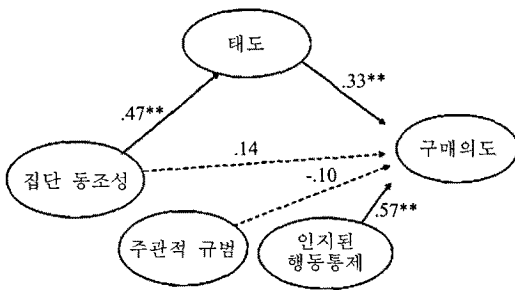 태도
.47**
.33**
.14
구매의도
집단 동조성
-.10
.57**
주관적 규범
인지된
행동통제